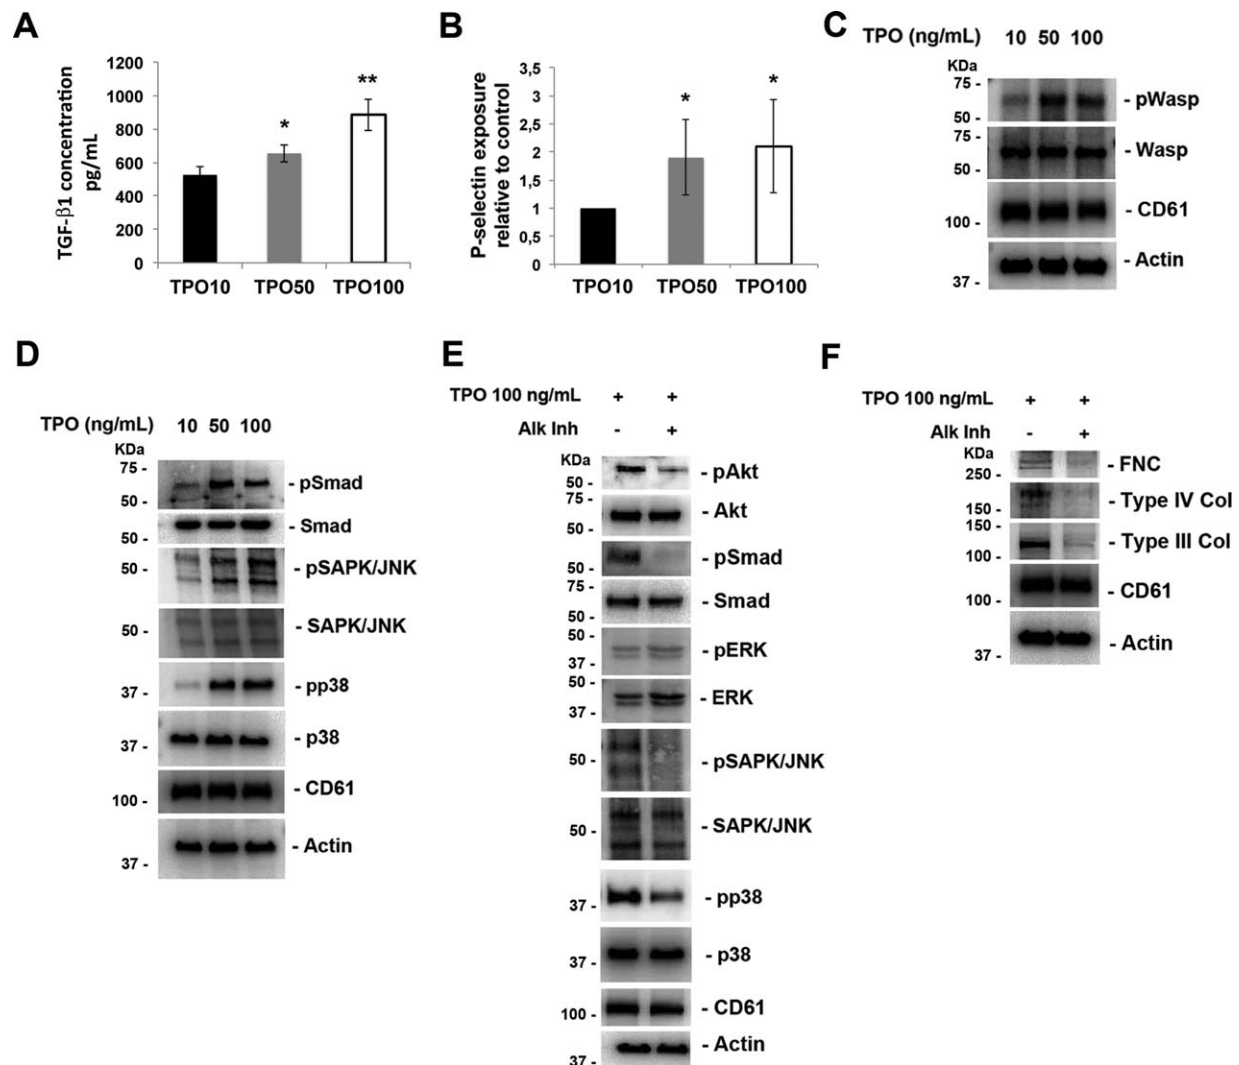 A
TGF-β1 concentration
pg/mL
1200
1000
800
600
400
200
0
*
**
TPO10 TPO50 TPO100
B
P-selectin exposure
relative to control
3,5
3
2,5
2
1,5
1
0,5
0
*
*
TPO10 TPO50 TPO100
C
TPO (ng/mL) 10 50 100
KDa
75 -
50 -
- pWasp
75 -
50 -
- Wasp
100 -
- CD61
37 -
- Actin
D
TPO (ng/mL) 10 50 100
KDa
75 -
50 -
- pSmad
50 -
- Smad
50 -
- pSAPK/JNK
50 -
- SAPK/JNK
37 -
- pp38
37 -
- p38
100 -
- CD61
37 -
- Actin
E
TPO 100 ng/mL + +
Alk Inh - +
KDa
50 -
- pAkt
75 -
50 -
- Akt
- pSmad
75 -
50 -
- Smad
50 -
37 -
- pERK
50 -
37 -
- ERK
50 -
- pSAPK/JNK
50 -
- SAPK/JNK
37 -
- pp38
37 -
- p38
100 -
- CD61
37 -
- Actin
F
TPO 100 ng/mL + +
Alk Inh - +
KDa
250 -
- FNC
150 -
- Type IV Col
150 -
100 -
- Type III Col
100 -
- CD61
37 -
- Actin